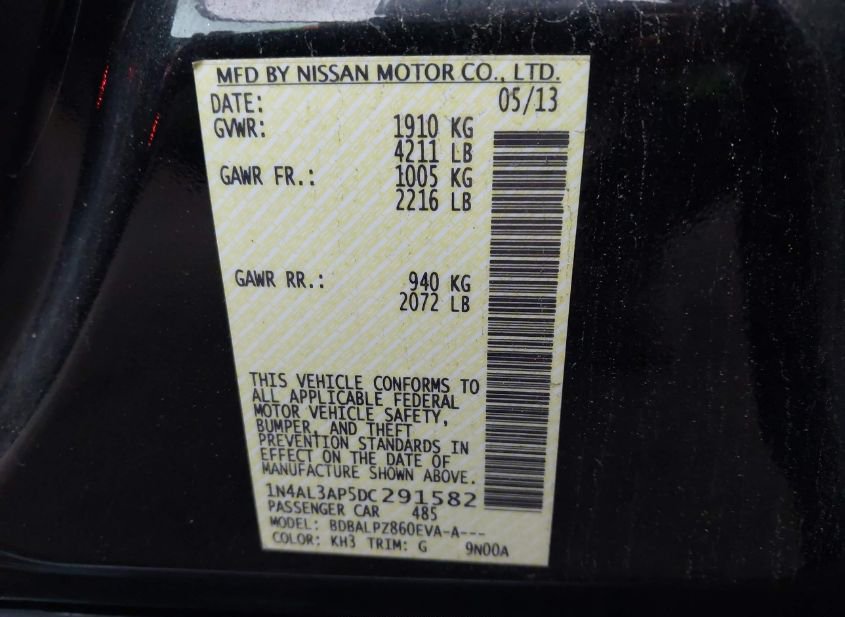 MFD BY NISSAN MOTOR CO., LTD.
DATE: 05/13
GVWR: 1910 KG
4211 LB
GAWR FR.: 1005 KG
2216 LB
GAWR RR.: 940 KG
2072 LB
THIS VEHICLE CONFORMS TO
ALL APPLICABLE FEDERAL
MOTOR VEHICLE SAFETY,
BUMPER, AND THEFT
PREVENTION STANDARDS IN
EFFECT ON THE DATE OF
MANUFACTURE SHOWN ABOVE.
1N4AL3AP5DC291582
PASSENGER CAR 485
MODEL: BDBALPZ860EVA-A---
COLOR: KH3 TRIM: G 9N00A